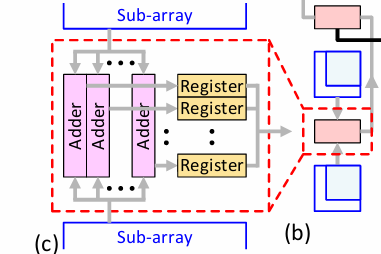 Sub-array
Adder
Adder
Adder
Register
Register
Register
(c)
(b)
Sub-array